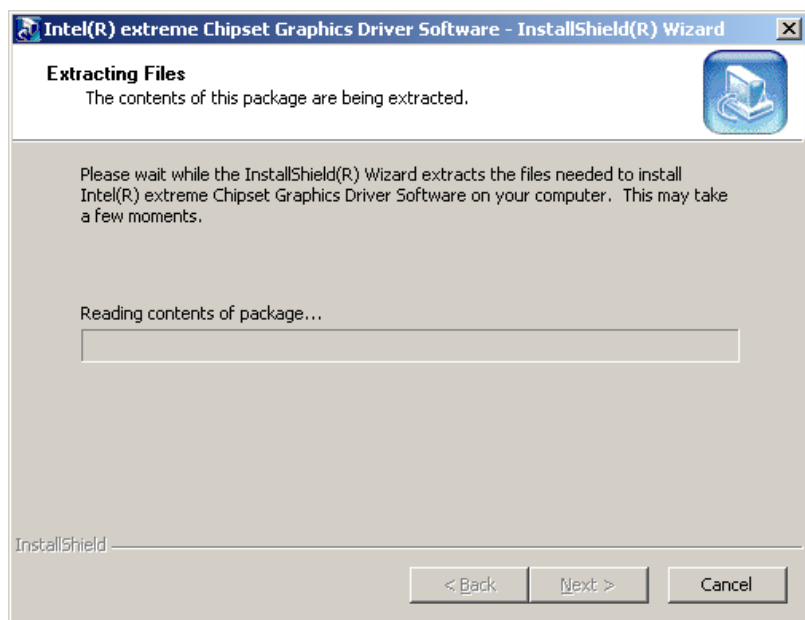 Intel(R) extreme Chipset Graphics Driver Software - InstallShield(R) Wizard
Extracting Files
The contents of this package are being extracted.
Please wait while the InstallShield(R) Wizard extracts the files needed to install
Intel(R) extreme Chipset Graphics Driver Software on your computer.  This may take
a few moments.
Reading contents of package...
InstallShield
< Back
Next >
Cancel